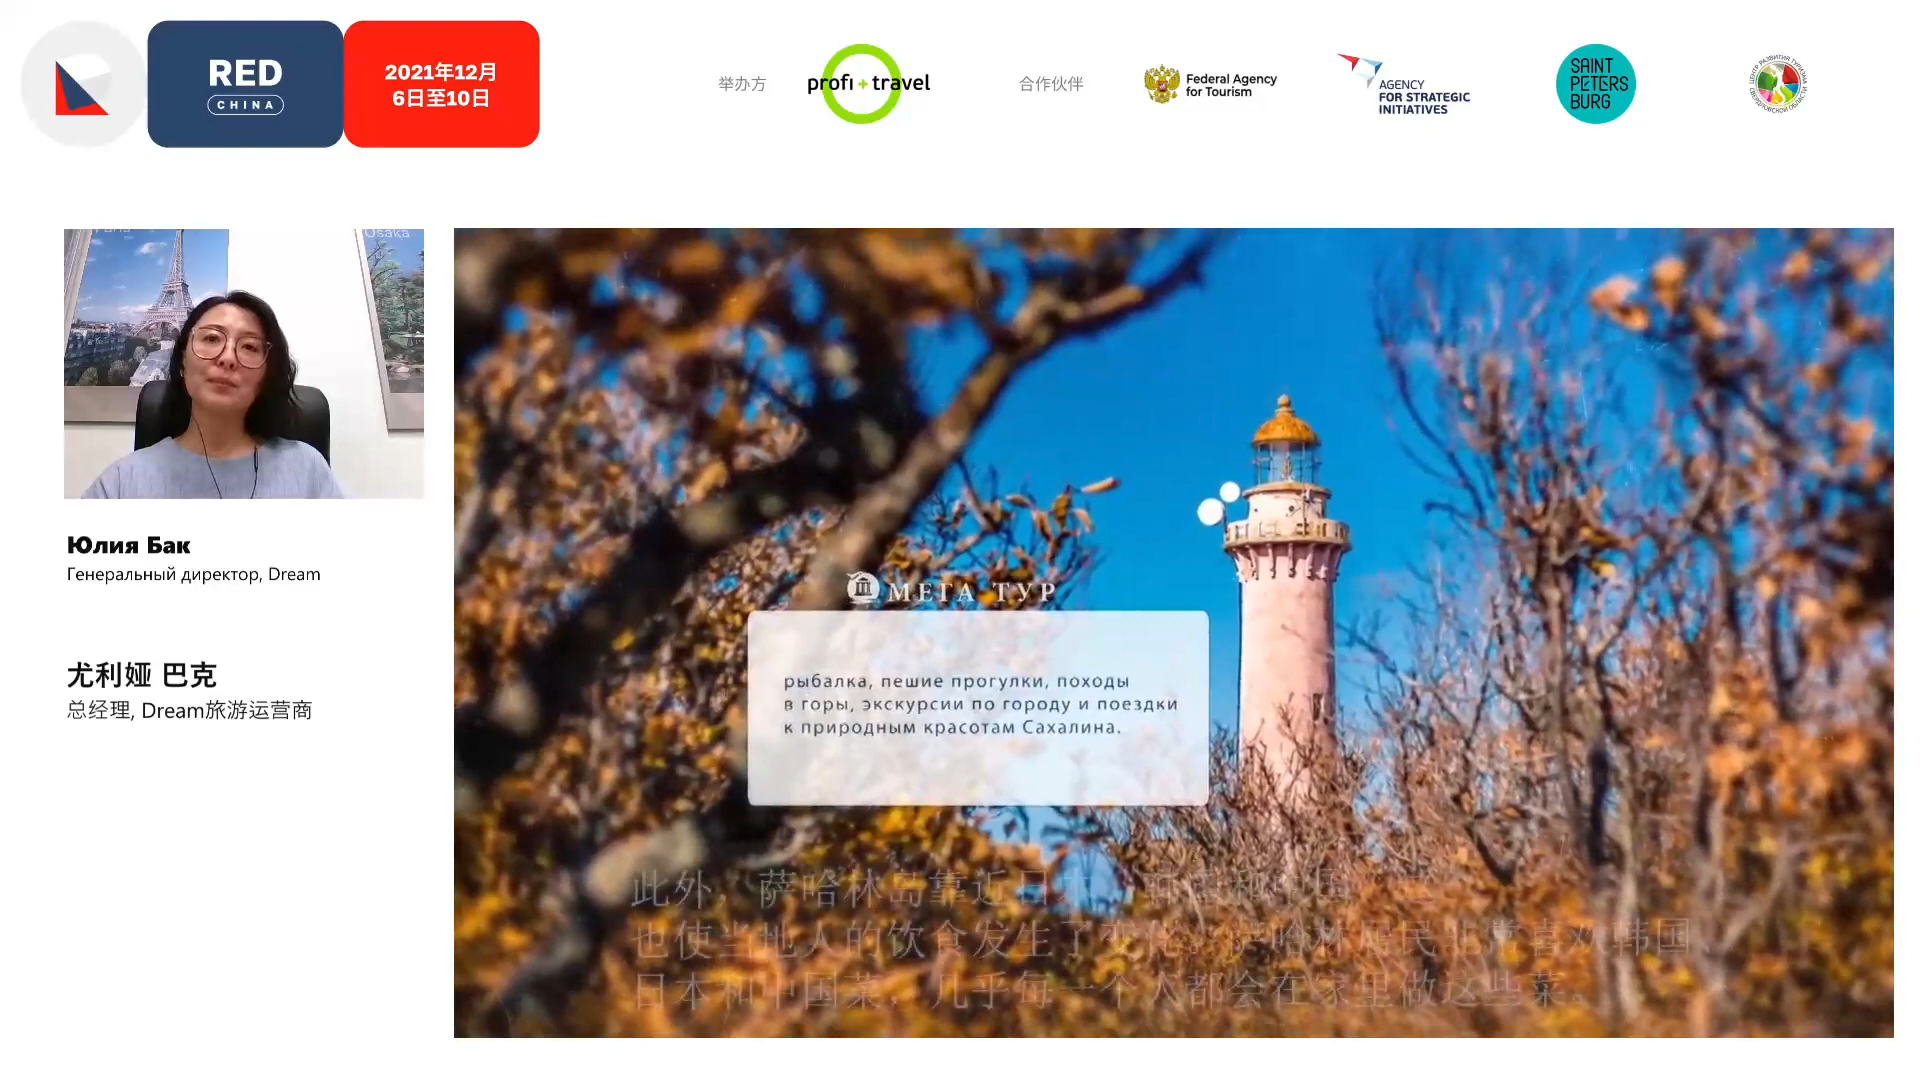 RED
CHINA
2021年12月
6日至10日
举办方
profi + travel
合作伙伴
Federal Agency
for Tourism
AGENCY
FOR STRATEGIC
INITIATIVES
SAINT
PETERS
BURG
ЦЕНТР РАЗВИТИЯ ТУРИЗМА
СВЕРДЛОВСКОЙ ОБЛАСТИ
Paris
Osaka
Юлия Бак
Генеральный директор, Dream
尤利娅 巴克
总经理, Dream旅游运营商
МЕГА ТУР
рыбалка, пешие прогулки, походы
в горы, экскурсии по городу и поездки
к природным красотам Сахалина.
此外，萨哈林岛靠近日本、韩国和中国，这
也使当地人的饮食发生了变化。萨哈林居民非常喜欢韩国、
日本和中国菜，几乎每一个人都会在家里做这些菜。